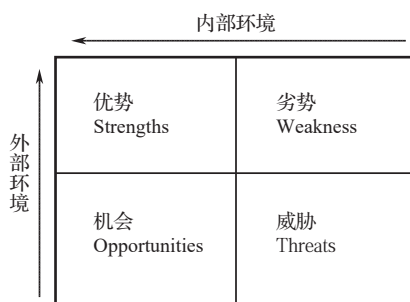 内部环境
外部环境
优势
Strengths
劣势
Weakness
机会
Opportunities
威胁
Threats